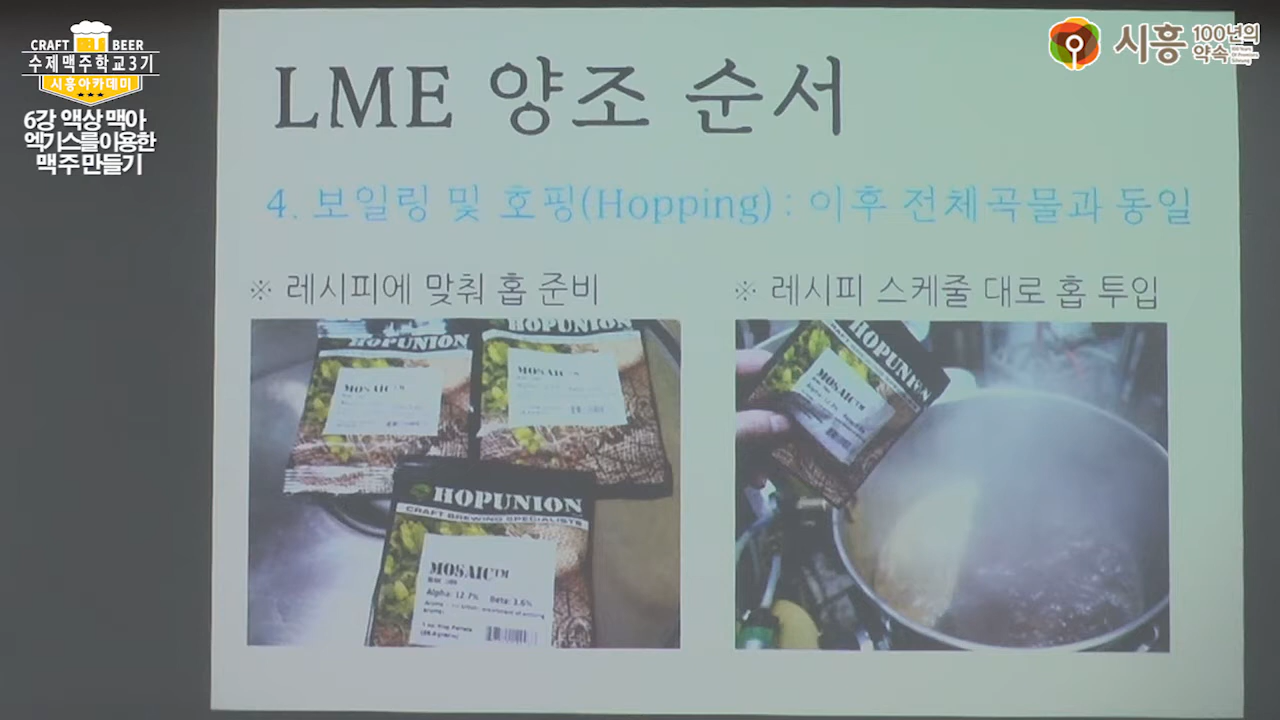 CRAFT BEER
수제맥주학교3기
시흥아카데미
6강 액상 맥아
엑기스를이용한
맥주 만들기
시흥 100년의 약속
LME 양조 순서
4. 보일링 및 호핑(Hopping) : 이후 전체곡물과 동일
※ 레시피에 맞춰 홉 준비
※ 레시피 스케줄 대로 홉 투입
HOPUNION
MOSAIC™
HOPUNION
MOSAIC
HOPUNION
CRAFT BREWING SPECIALISTS
MOSAIC™
Alpha: 12.7% Beta: 3.6%
HOPUNION
MOSAIC™